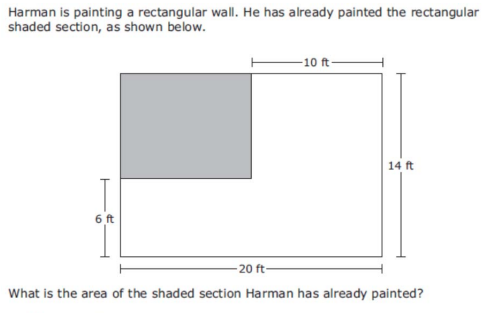 Harman is painting a rectangular wall. He has already painted the rectangular
shaded section, as shown below.
10 ft
14 ft
6 ft
20 ft
What is the area of the shaded section Harman has already painted?